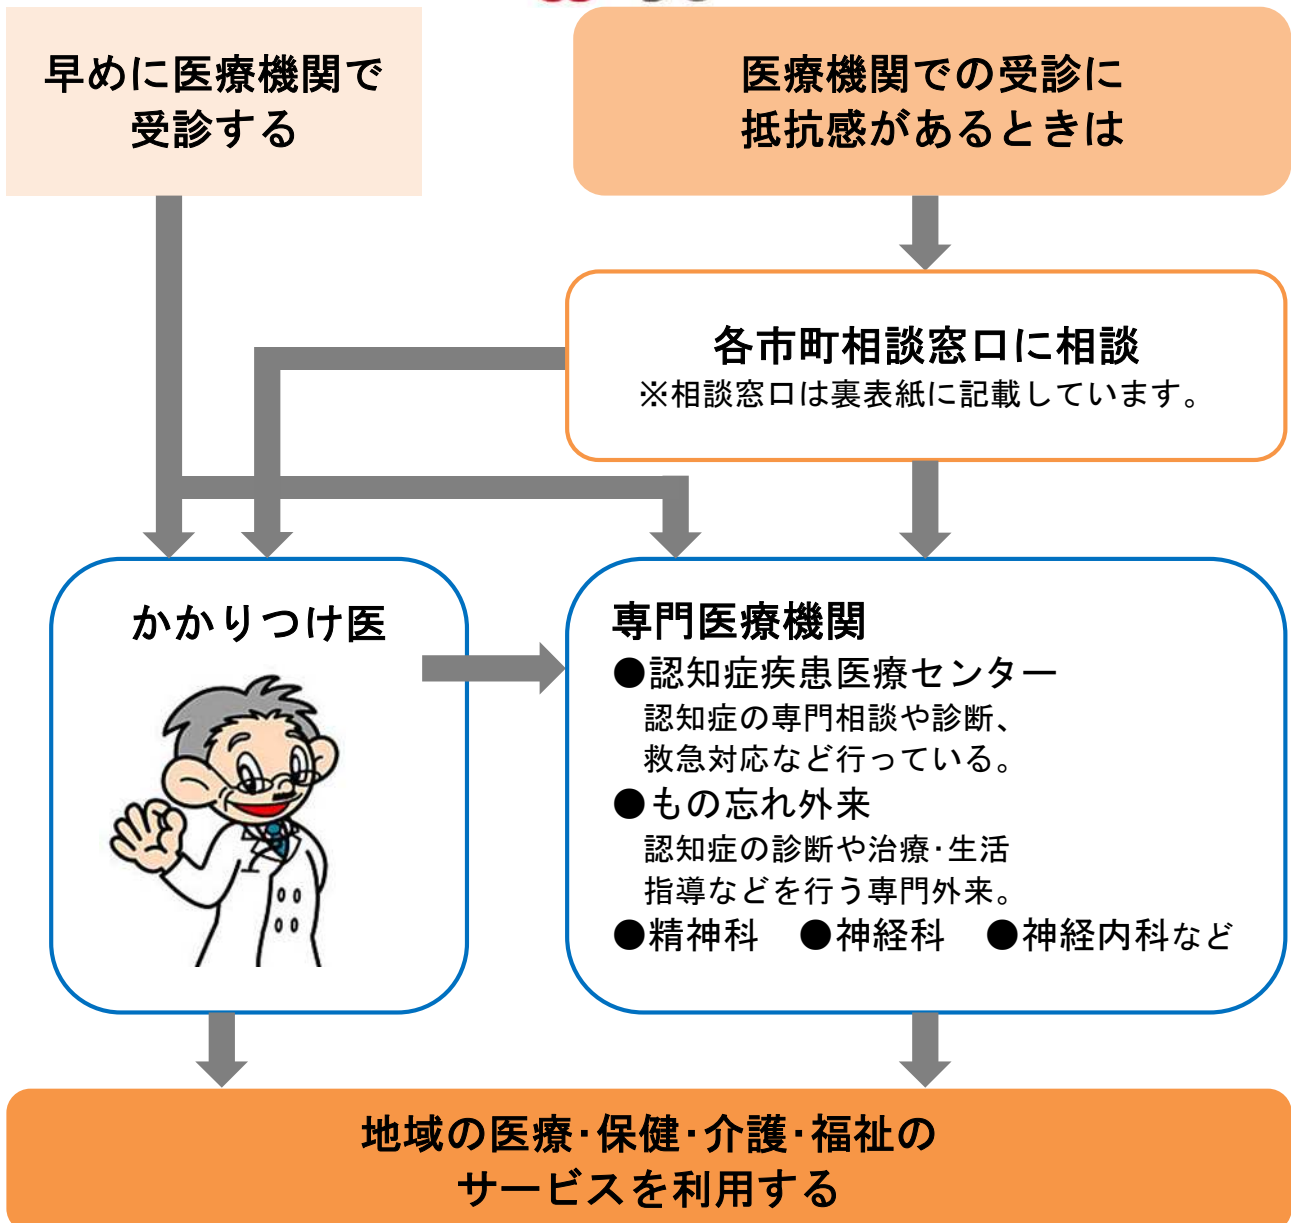 早めに医療機関で
受診する
医療機関での受診に
抵抗感があるときは
各市町相談窓口に相談
※相談窓口は裏表紙に記載しています。
かかりつけ医
専門医療機関
●認知症疾患医療センター
認知症の専門相談や診断、
救急対応など行っている。
●もの忘れ外来
認知症の診断や治療･生活
指導などを行う専門外来。
●精神科　●神経科　●神経内科など
地域の医療･保健･介護･福祉の
サービスを利用する